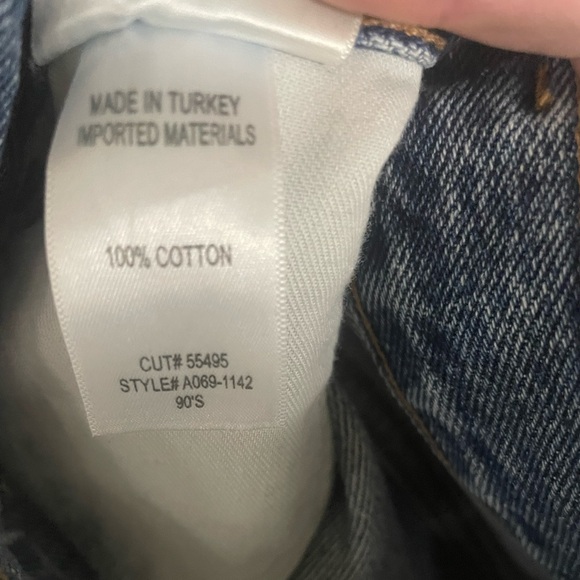 MADE IN TURKEY
IMPORTED MATERIALS
100% COTTON
CUT# 55495
STYLE# A069-1142
90'S